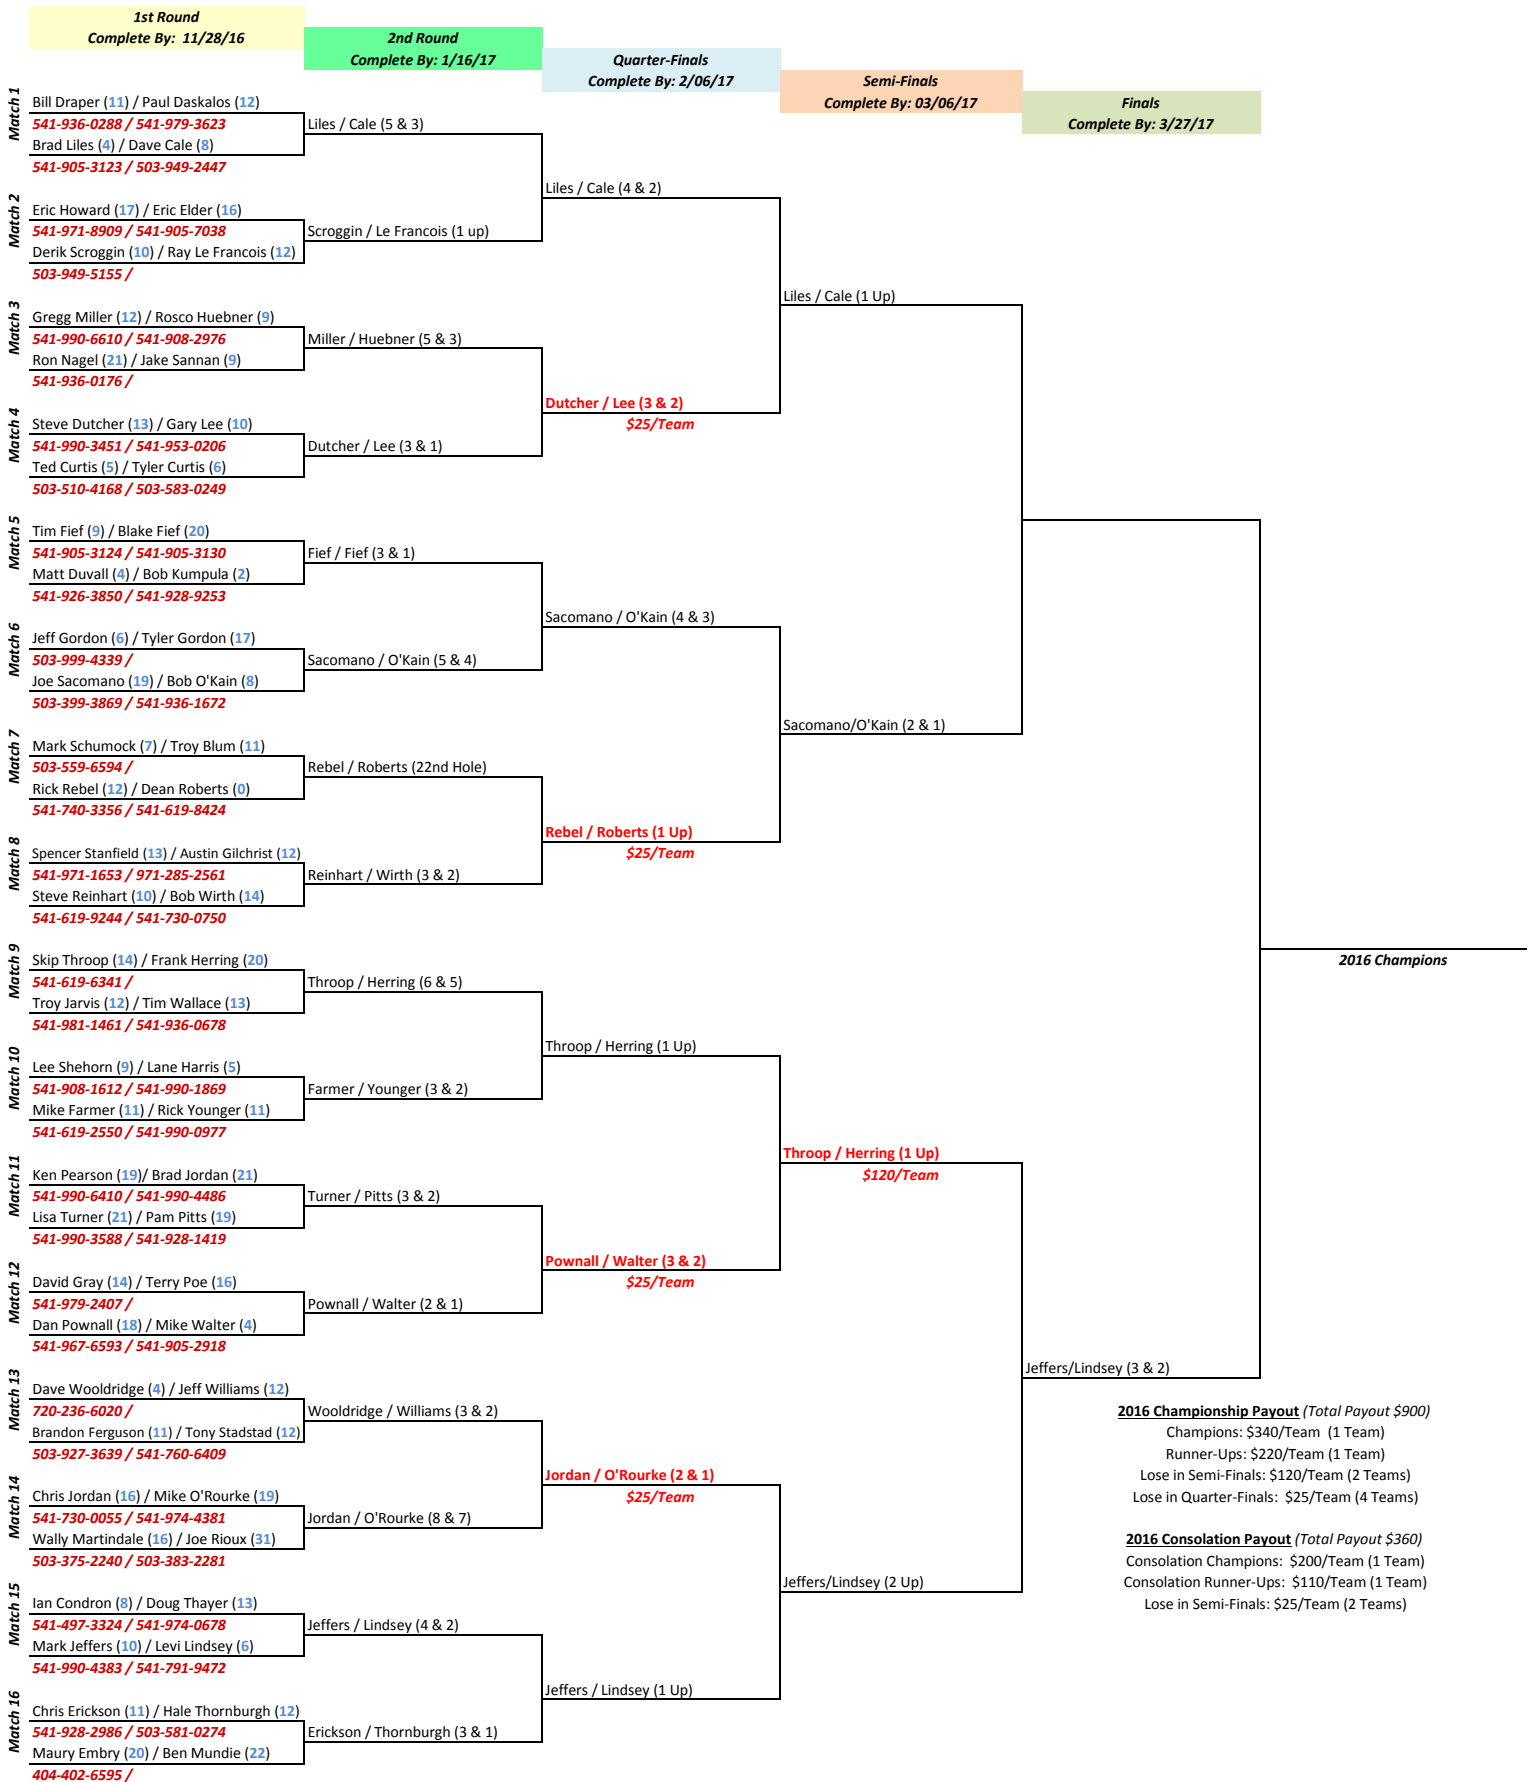 1st Round
Complete By:  11/28/16
2nd Round
Complete By: 1/16/17
Quarter-Finals
Complete By: 2/06/17
Semi-Finals
Complete By: 03/06/17
Finals
Complete By: 3/27/17
Match 1
Bill Draper (11) / Paul Daskalos (12)
541-936-0288 / 541-979-3623
Brad Liles (4) / Dave Cale (8)
541-905-3123 / 503-949-2447
Match 2
Eric Howard (17) / Eric Elder (16)
541-971-8909 / 541-905-7038
Derik Scroggin (10) / Ray Le Francois (12)
503-949-5155 /
Match 3
Gregg Miller (12) / Rosco Huebner (9)
541-990-6610 / 541-908-2976
Ron Nagel (21) / Jake Sannan (9)
541-936-0176 /
Match 4
Steve Dutcher (13) / Gary Lee (10)
541-990-3451 / 541-953-0206
Ted Curtis (5) / Tyler Curtis (6)
503-510-4168 / 503-583-0249
Match 5
Tim Fief (9) / Blake Fief (20)
541-905-3124 / 541-905-3130
Matt Duvall (4) / Bob Kumpula (2)
541-926-3850 / 541-928-9253
Match 6
Jeff Gordon (6) / Tyler Gordon (17)
503-999-4339 /
Joe Sacomano (19) / Bob O'Kain (8)
503-399-3869 / 541-936-1672
Match 7
Mark Schumock (7) / Troy Blum (11)
503-559-6594 /
Rick Rebel (12) / Dean Roberts (0)
541-740-3356 / 541-619-8424
Match 8
Spencer Stanfield (13) / Austin Gilchrist (12)
541-971-1653 / 971-285-2561
Steve Reinhart (10) / Bob Wirth (14)
541-619-9244 / 541-730-0750
Match 9
Skip Throop (14) / Frank Herring (20)
541-619-6341 /
Troy Jarvis (12) / Tim Wallace (13)
541-981-1461 / 541-936-0678
Match 10
Lee Shehorn (9) / Lane Harris (5)
541-908-1612 / 541-990-1869
Mike Farmer (11) / Rick Younger (11)
541-619-2550 / 541-990-0977
Match 11
Ken Pearson (19)/ Brad Jordan (21)
541-990-6410 / 541-990-4486
Lisa Turner (21) / Pam Pitts (19)
541-990-3588 / 541-928-1419
Match 12
David Gray (14) / Terry Poe (16)
541-979-2407 /
Dan Pownall (18) / Mike Walter (4)
541-967-6593 / 541-905-2918
Match 13
Dave Wooldridge (4) / Jeff Williams (12)
720-236-6020 /
Brandon Ferguson (11) / Tony Stadstad (12)
503-927-3639 / 541-760-6409
Match 14
Chris Jordan (16) / Mike O'Rourke (19)
541-730-0055 / 541-974-4381
Wally Martindale (16) / Joe Rioux (31)
503-375-2240 / 503-383-2281
Match 15
Ian Condron (8) / Doug Thayer (13)
541-497-3324 / 541-974-0678
Mark Jeffers (10) / Levi Lindsey (6)
541-990-4383 / 541-791-9472
Match 16
Chris Erickson (11) / Hale Thornburgh (12)
541-928-2986 / 503-581-0274
Maury Embry (20) / Ben Mundie (22)
404-402-6595 /
Liles / Cale (5 & 3)
Scroggin / Le Francois (1 up)
Miller / Huebner (5 & 3)
Dutcher / Lee (3 & 1)
Fief / Fief (3 & 1)
Sacomano / O'Kain (5 & 4)
Rebel / Roberts (22nd Hole)
Reinhart / Wirth (3 & 2)
Throop / Herring (6 & 5)
Farmer / Younger (3 & 2)
Turner / Pitts (3 & 2)
Pownall / Walter (2 & 1)
Wooldridge / Williams (3 & 2)
Jordan / O'Rourke (8 & 7)
Jeffers / Lindsey (4 & 2)
Erickson / Thornburgh (3 & 1)
Liles / Cale (4 & 2)
Dutcher / Lee (3 & 2)
$25/Team
Sacomano / O'Kain (4 & 3)
Rebel / Roberts (1 Up)
$25/Team
Throop / Herring (1 Up)
Pownall / Walter (3 & 2)
$25/Team
Jordan / O'Rourke (2 & 1)
$25/Team
Jeffers / Lindsey (1 Up)
Liles / Cale (1 Up)
Sacomano/O'Kain (2 & 1)
Throop / Herring (1 Up)
$120/Team
Jeffers/Lindsey (2 Up)
Jeffers/Lindsey (3 & 2)
2016 Champions
2016 Championship Payout (Total Payout $900)
Champions: $340/Team  (1 Team)
Runner-Ups: $220/Team (1 Team)
Lose in Semi-Finals: $120/Team (2 Teams)
Lose in Quarter-Finals:  $25/Team (4 Teams)
2016 Consolation Payout (Total Payout $360)
Consolation Champions:  $200/Team (1 Team)
Consolation Runner-Ups:  $110/Team (1 Team)
Lose in Semi-Finals: $25/Team (2 Teams)